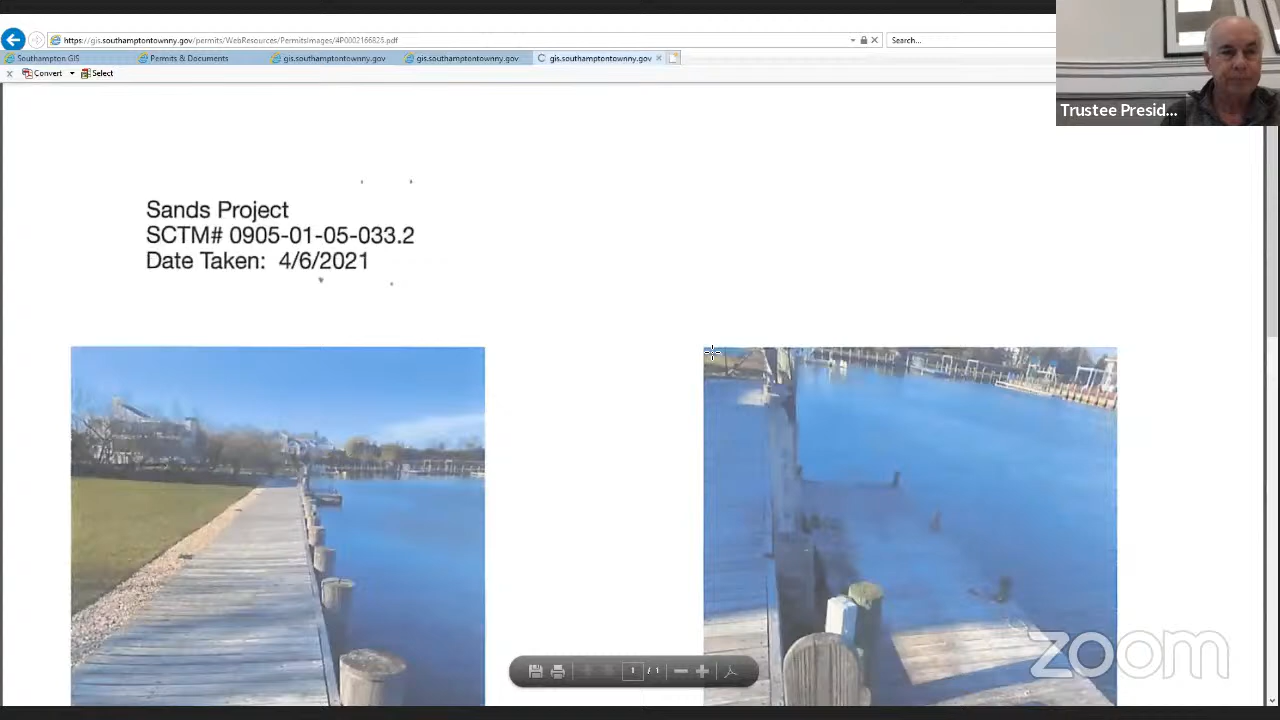 https://gis.southamptontownny.gov/permits/WebResources/PermitsImages/4P0002166825.pdf
Search...
Southampton GIS
Permits & Documents
gis.southamptontownny.gov
gis.southamptontownny.gov
gis.southamptontownny.gov
Convert
Select
Trustee Presid...
Sands Project
SCTM# 0905-01-05-033.2
Date Taken: 4/6/2021
1 / 1
zoom